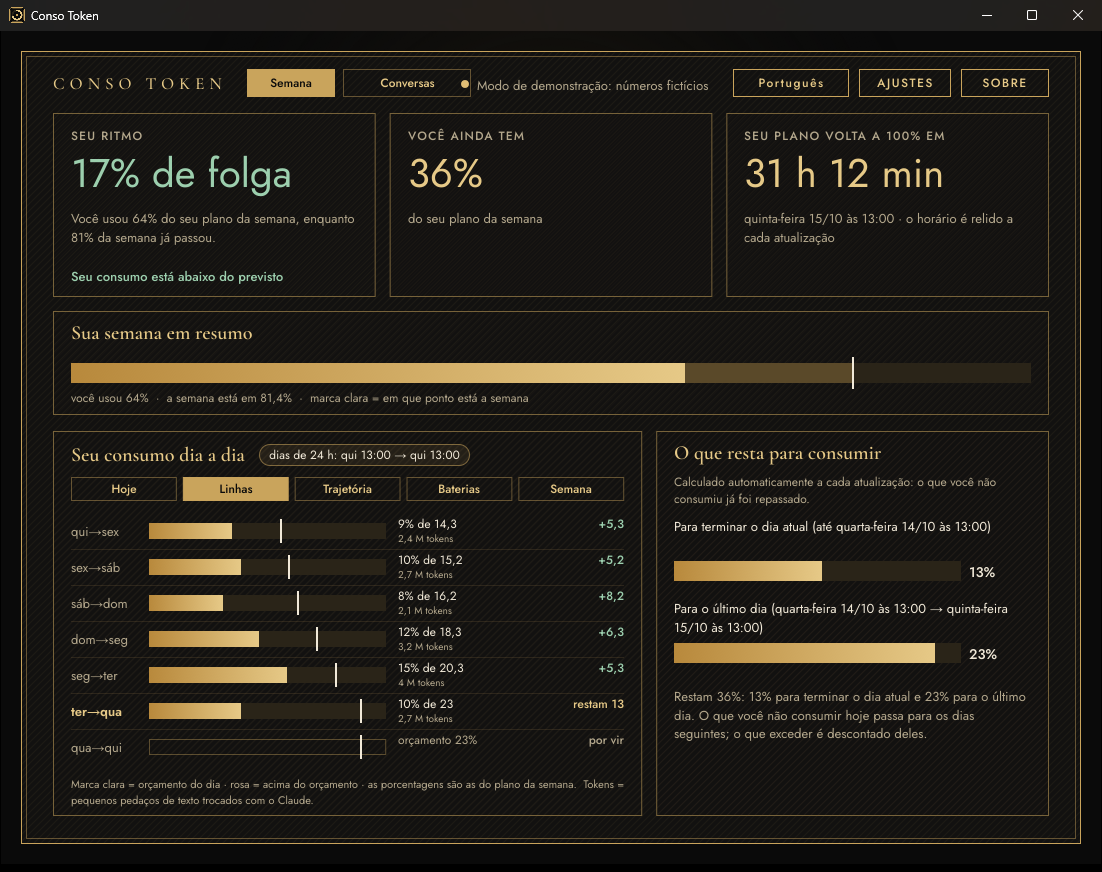 Conso Token
CONSO TOKEN
Semana
Conversas
Modo de demonstração: números fictícios
Português
AJUSTES
SOBRE
SEU RITMO
17% de folga
Você usou 64% do seu plano da semana, enquanto
81% da semana já passou.
Seu consumo está abaixo do previsto
VOCÊ AINDA TEM
36%
do seu plano da semana
SEU PLANO VOLTA A 100% EM
31 h 12 min
quinta-feira 15/10 às 13:00 · o horário é relido a
cada atualização
Sua semana em resumo
você usou 64% · a semana está em 81,4% · marca clara = em que ponto está a semana
Seu consumo dia a dia
dias de 24 h: qui 13:00 → qui 13:00
Hoje
Linhas
Trajetória
Baterias
Semana
qui→sex
9% de 14,3
2,4 M tokens
+5,3
sex→sáb
10% de 15,2
2,7 M tokens
+5,2
sáb→dom
8% de 16,2
2,1 M tokens
+8,2
dom→seg
12% de 18,3
3,2 M tokens
+6,3
seg→ter
15% de 20,3
4 M tokens
+5,3
ter→qua
10% de 23
2,7 M tokens
restam 13
qua→qui
orçamento 23%
por vir
Marca clara = orçamento do dia · rosa = acima do orçamento · as porcentagens são as do plano da semana. Tokens =
pequenos pedaços de texto trocados com o Claude.
O que resta para consumir
Calculado automaticamente a cada atualização: o que você não
consumiu já foi repassado.
Para terminar o dia atual (até quarta-feira 14/10 às 13:00)
13%
Para o último dia (quarta-feira 14/10 às 13:00 → quinta-feira
15/10 às 13:00)
23%
Restam 36%: 13% para terminar o dia atual e 23% para o último
dia. O que você não consumir hoje passa para os dias
seguintes; o que exceder é descontado deles.